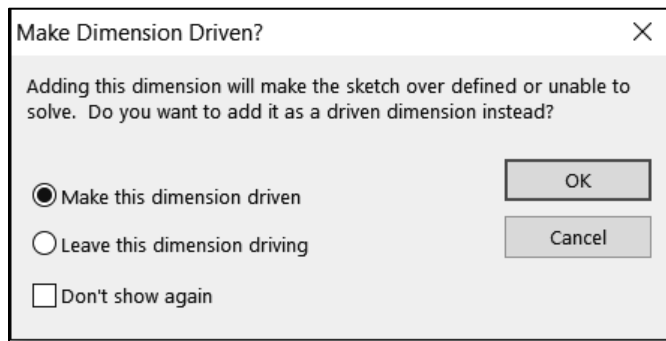 Make Dimension Driven?
Adding this dimension will make the sketch over defined or unable to
solve.  Do you want to add it as a driven dimension instead?
Make this dimension driven
OK
Leave this dimension driving
Cancel
Don't show again